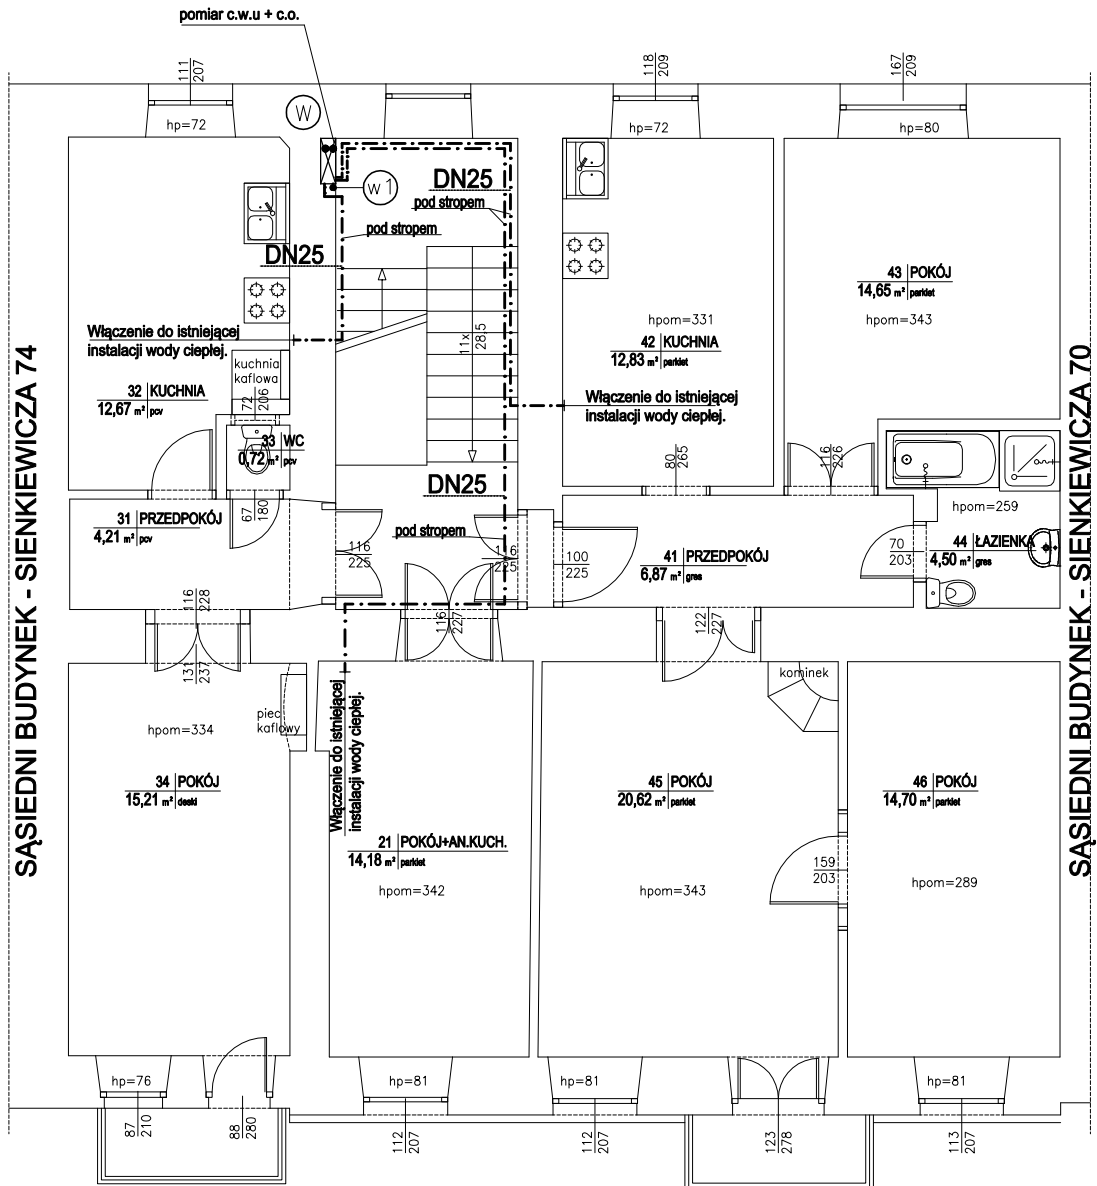 pomiar c.w.u + c.o.
111
207
118
209
167
209
hp=72
W
hp=72
hp=80
w 1
DN25
pod stropem
pod stropem
DN25
43 POKÓJ
14,65 m² parkiet
hpom=343
hpom=331
42 KUCHNIA
12,83 m² parkiet
11x
28.5
Włączenie do istniejącej
instalacji wody ciepłej.
kuchnia
kaflowa
32 KUCHNIA
12,67 m² pcv
72
206
Włączenie do istniejącej
instalacji wody ciepłej.
33 WC
0,72 m² pcv
80
265
116
226
DN25
67
180
hpom=259
31 PRZEDPOKÓJ
4,21 m² pcv
pod stropem
116
225
116
225
100
225
41 PRZEDPOKÓJ
6,87 m² gres
70
203
44 ŁAZIENKA
4,50 m² gres
116
228
116
227
122
227
131
237
kominek
piec
kaflowy
hpom=334
Włączenie do istniejącej
instalacji wody ciepłej.
34 POKÓJ
15,21 m² deski
45 POKÓJ
20,62 m² parkiet
46 POKÓJ
14,70 m² parkiet
21 POKÓJ+AN.KUCH.
14,18 m² parkiet
hpom=342
hpom=343
159
203
hpom=289
SĄSIEDNI BUDYNEK - SIENKIEWICZA 74
SĄSIEDNI BUDYNEK - SIENKIEWICZA 70
hp=76
hp=81
hp=81
hp=81
87
210
88
280
112
207
112
207
123
278
113
207